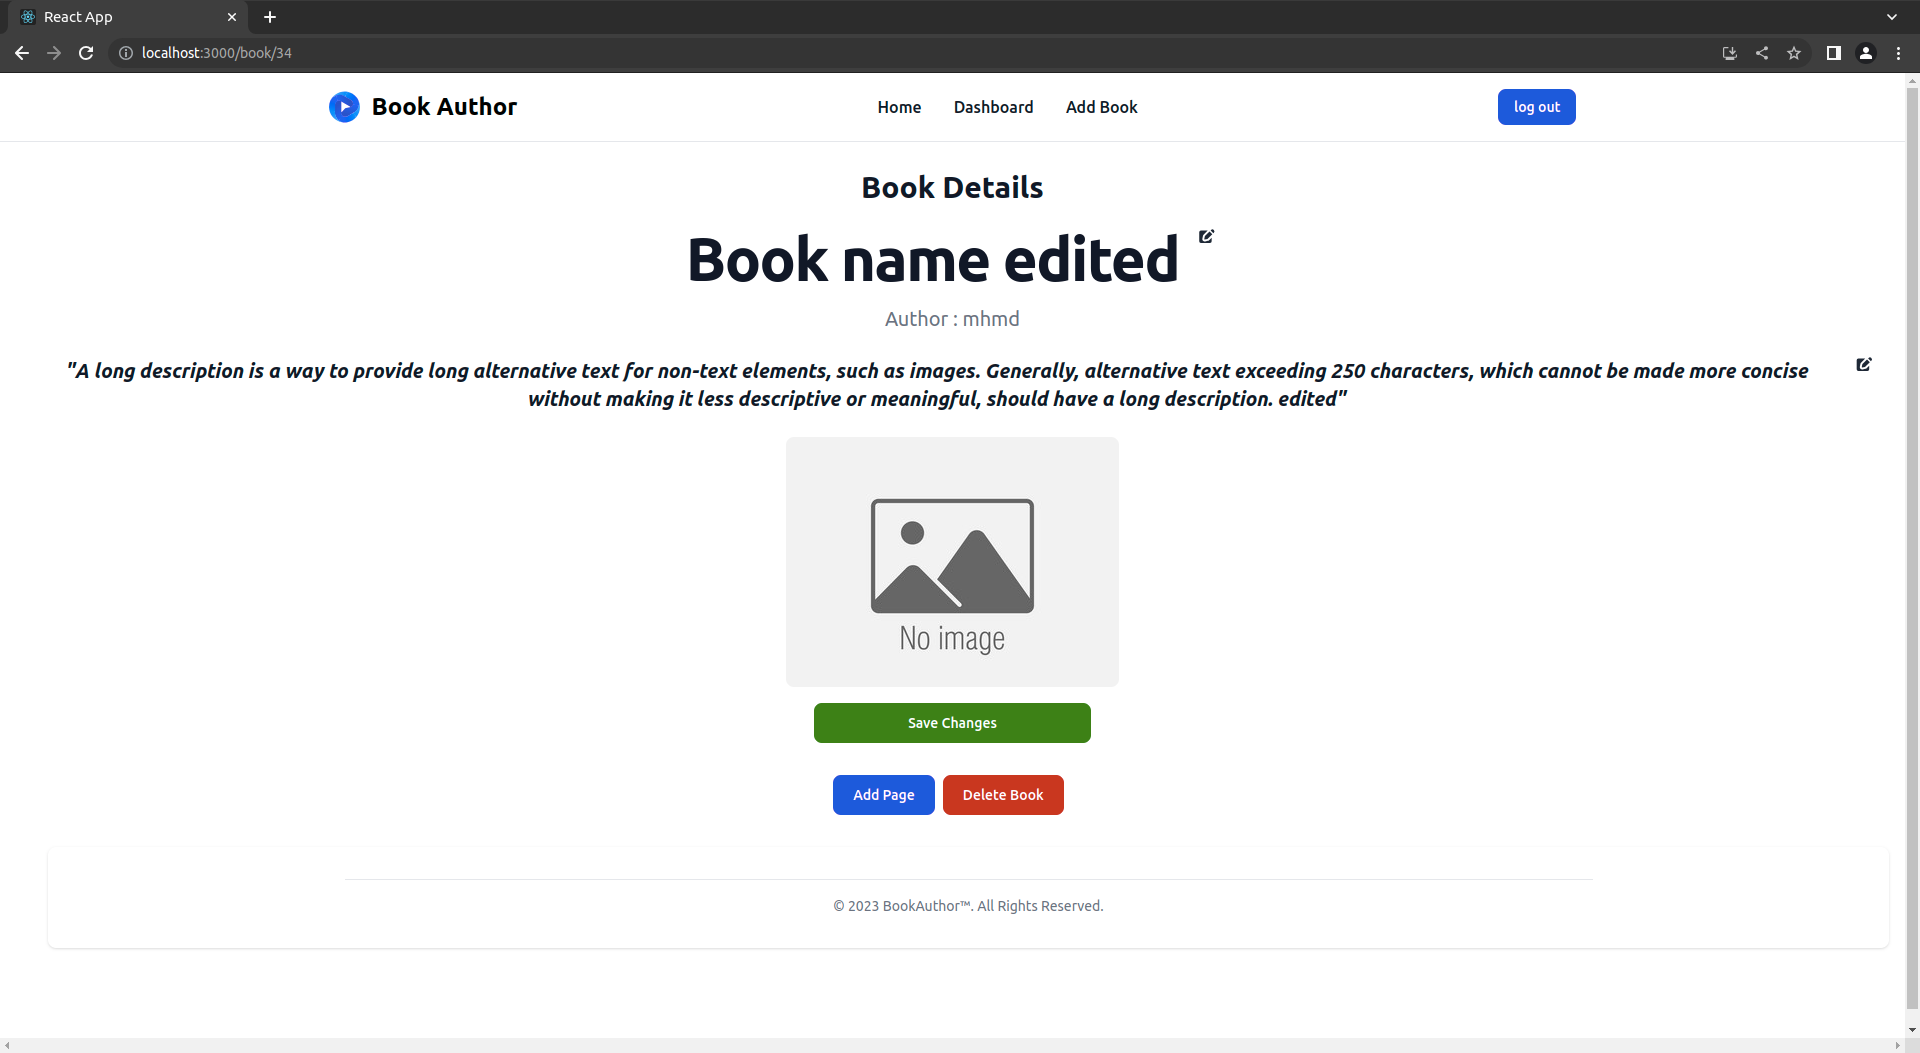 React App
localhost:3000/book/34
Book Author
Home Dashboard Add Book
log out
Book Details
Book name edited
Author : mhmd
"A long description is a way to provide long alternative text for non-text elements, such as images. Generally, alternative text exceeding 250 characters, which cannot be made more concise
without making it less descriptive or meaningful, should have a long description. edited"
No image
Save Changes
Add Page Delete Book
© 2023 BookAuthor™. All Rights Reserved.